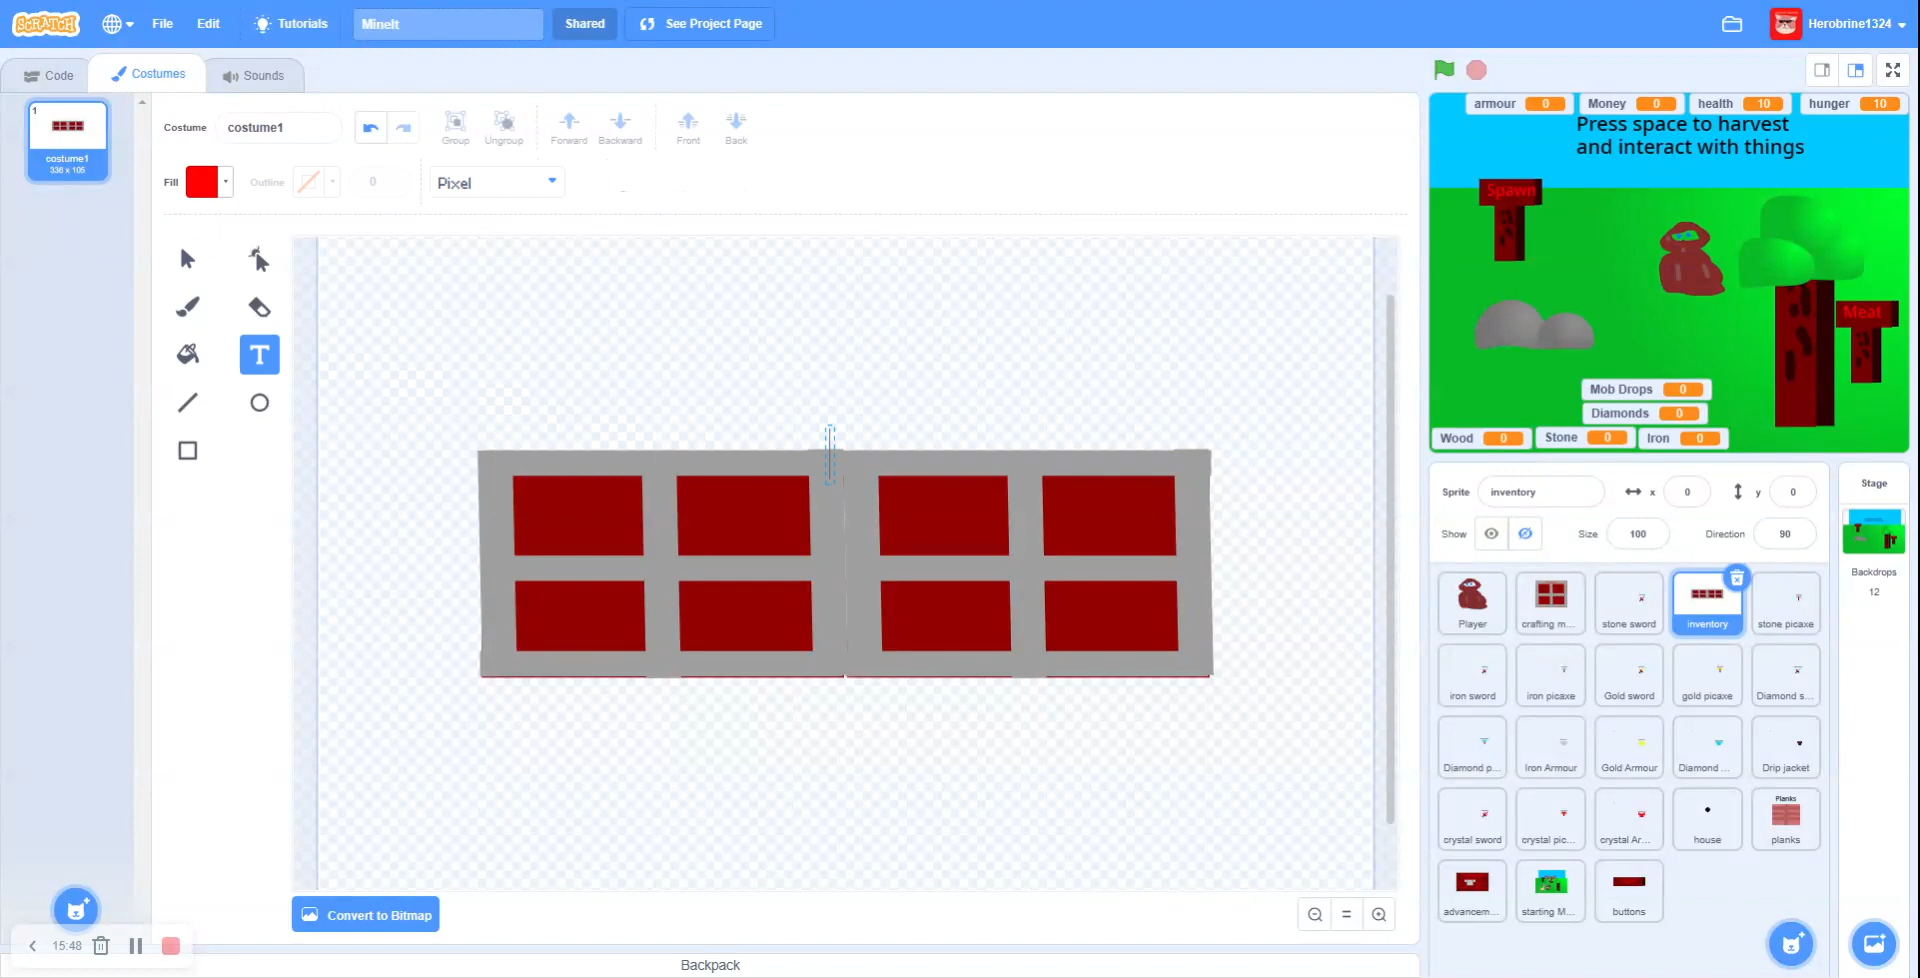 SCRATCH
File
Edit
Tutorials
MineIt
Shared
See Project Page
Herobrine1324
Code
Costumes
Sounds
1
costume1
336 x 105
Costume
costume1
Group
Ungroup
Forward
Backward
Front
Back
Fill
Outline
0
Pixel
T
Convert to Bitmap
15:48
Backpack
armour 0
Money 0
health 10
hunger 10
Press space to harvest
and interact with things
Spawn
Meat
Mob Drops 0
Diamonds 0
Wood 0
Stone 0
Iron 0
Sprite
inventory
x
0
y
0
Show
Size
100
Direction
90
Stage
Backdrops
12
Player
crafting m...
stone sword
inventory
stone picaxe
iron sword
iron picaxe
Gold sword
gold picaxe
Diamond s...
Diamond p...
Iron Armour
Gold Armour
Diamond ...
Drip jacket
crystal sword
crystal pic...
crystal Ar...
house
Planks
planks
advancem...
starting M...
buttons